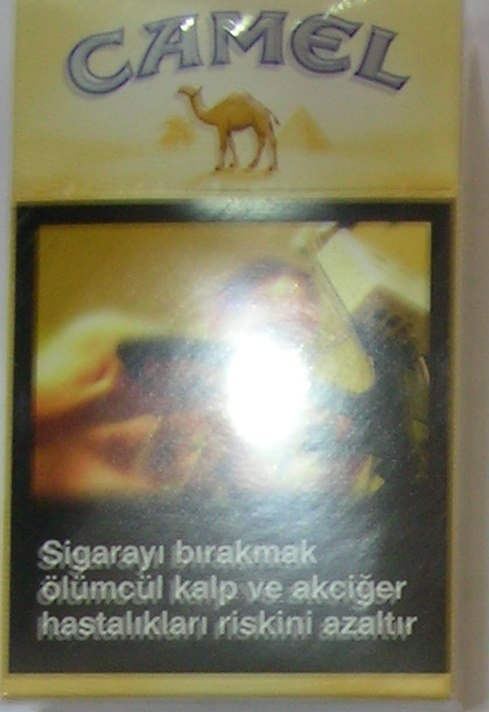 CAMEL
Sigarayı bırakmak
ölümcül kalp ve akciğer
hastalıkları riskini azaltır